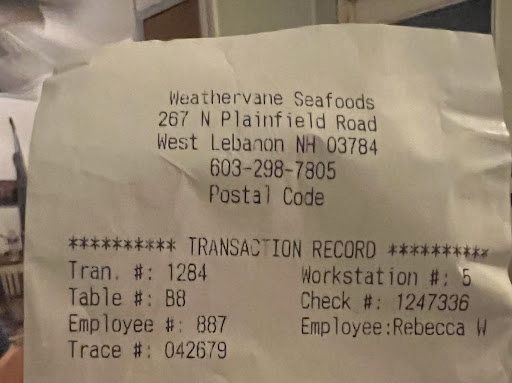 Weathervane Seafoods
267 N Plainfield Road
West Lebanon NH 03784
603-298-7805
Postal Code
********** TRANSACTION RECORD **********
Tran. #: 1284 Workstation #: 5
Table #: B8 Check #: 1247336
Employee #: 887 Employee:Rebecca W
Trace #: 042679